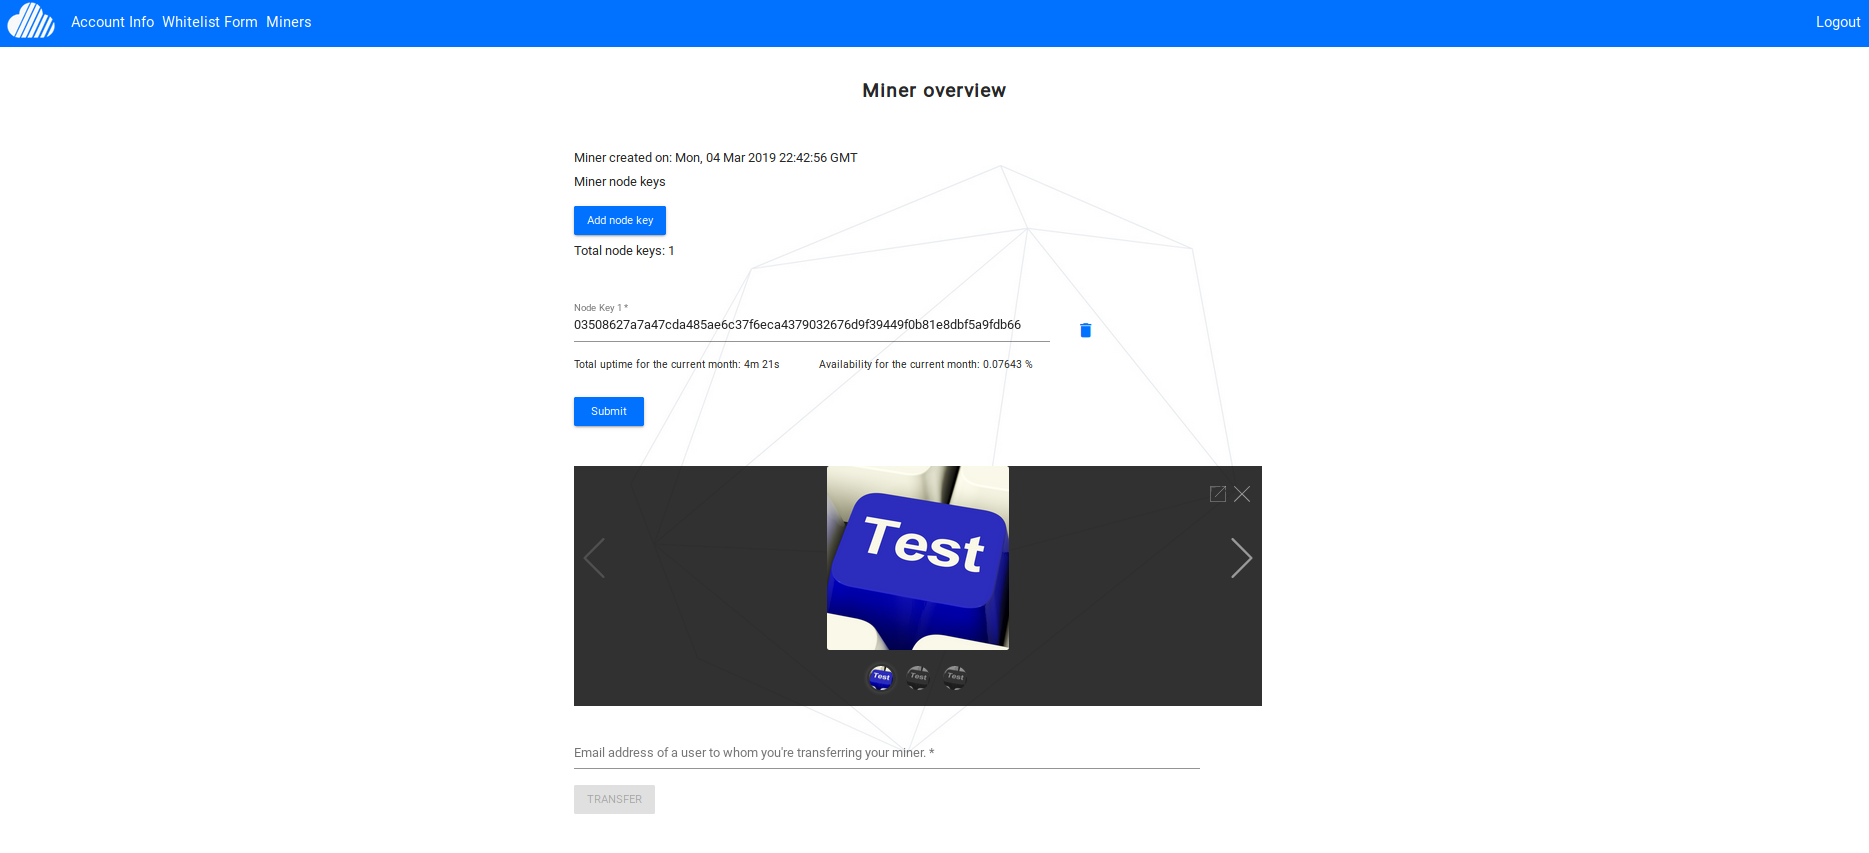 Account Info Whitelist Form Miners Logout
Miner overview
Miner created on: Mon, 04 Mar 2019 22:42:56 GMT
Miner node keys
Add node key
Total node keys: 1
Node Key 1 *
03508627a7a47cda485ae6c37f6eca4379032676d9f39449f0b81e8dbf5a9fdb66
Total uptime for the current month: 4m 21s Availability for the current month: 0.07643 %
Submit
Test
Test Test Test
Email address of a user to whom you're transferring your miner. *
TRANSFER